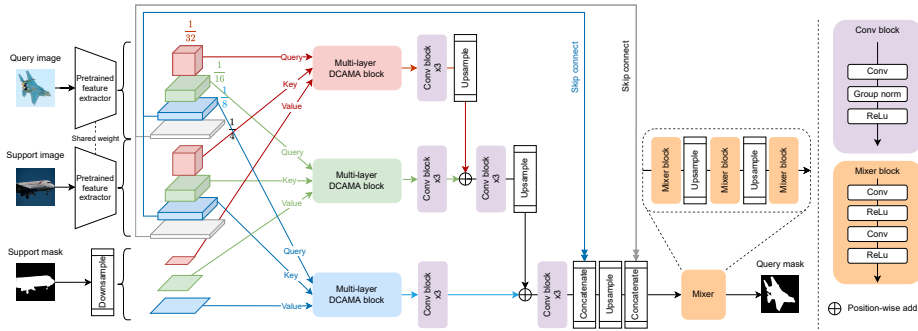 Query image
Pretrained
feature
extractor
Shared weight
Support image
Pretrained
feature
extractor
Support mask
Downsample
1/32
1/16
1/8
1/4
Query
Key
Value
Query
Key
Value
Query
Key
Value
Multi-layer
DCAMA block
Conv block
x3
Upsample
Multi-layer
DCAMA block
Conv block
x3
Conv block
x3
Upsample
Multi-layer
DCAMA block
Conv block
x3
Conv block
x3
Skip connect
Skip connect
Concatenate
Upsample
Concatenate
Mixer block
Upsample
Mixer block
Upsample
Mixer block
Mixer
Query mask
Conv block
Conv
Group norm
ReLu
Mixer block
Conv
ReLu
Conv
ReLu
Position-wise add